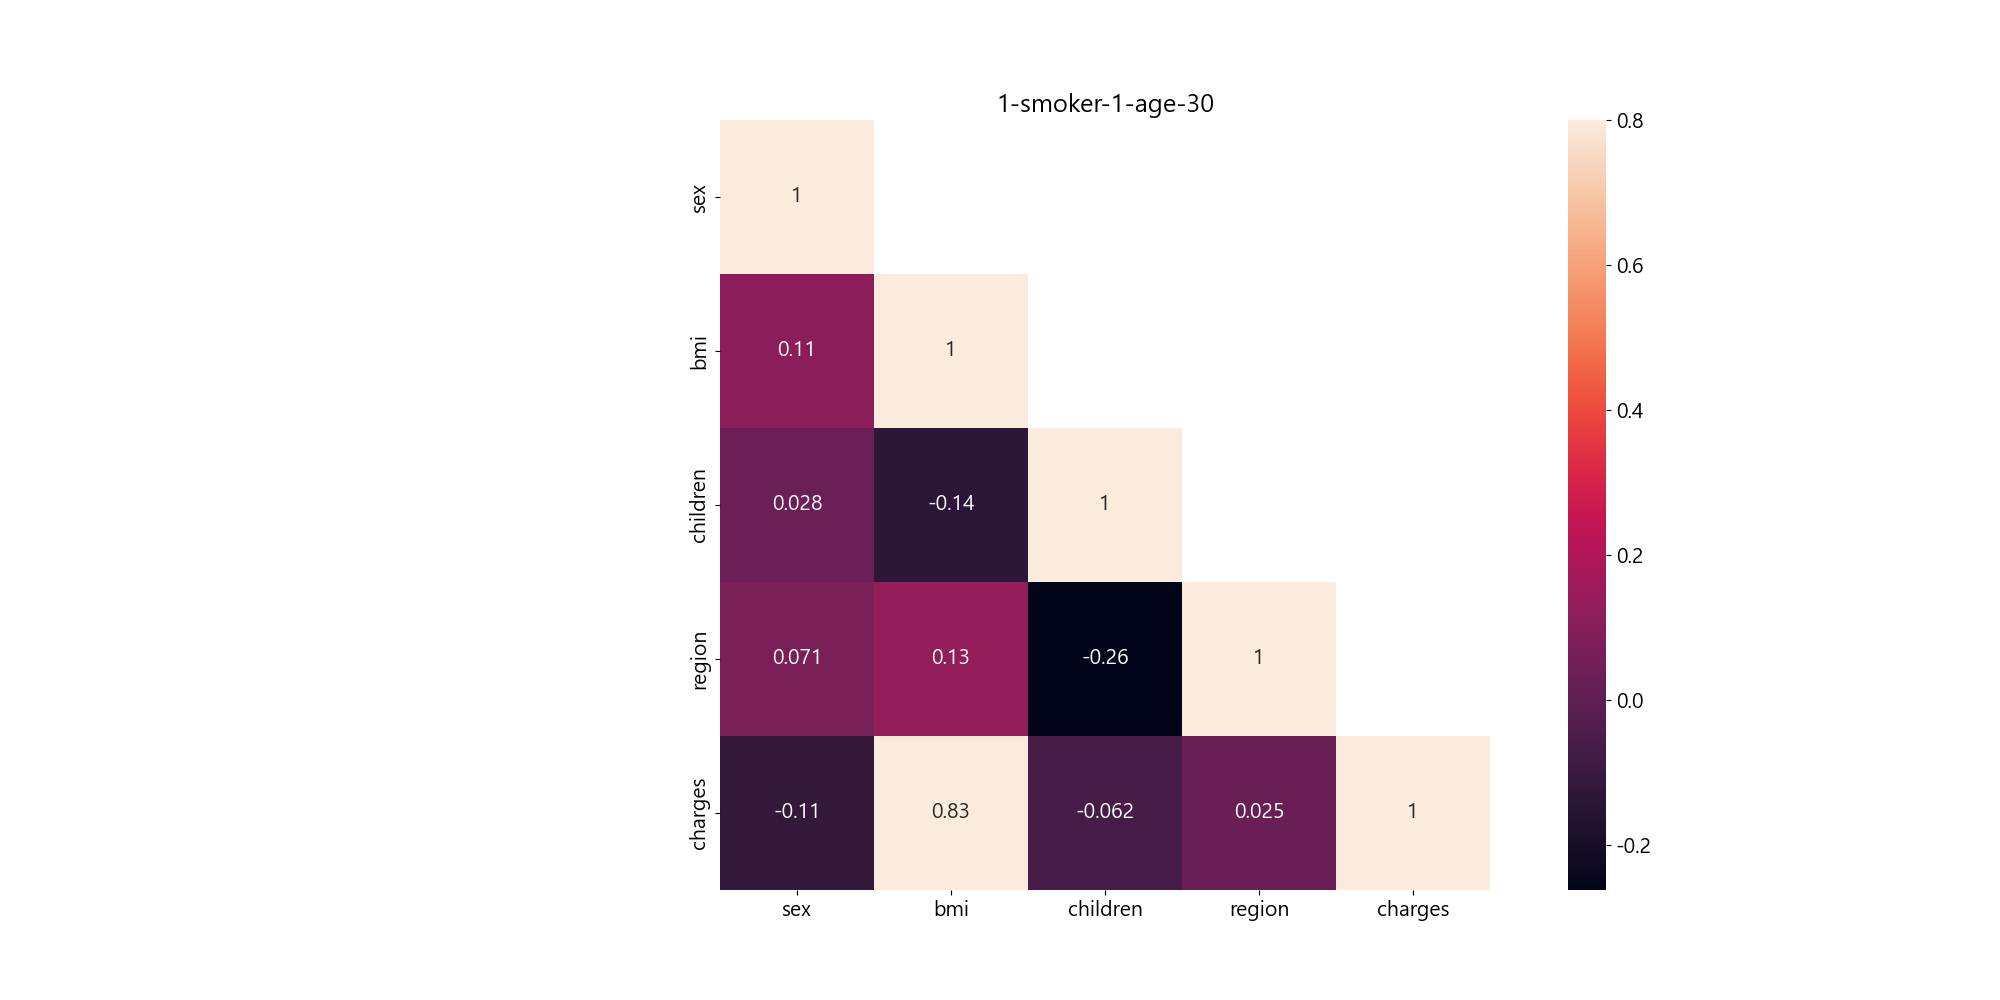 1-smoker-1-age-30
sex 1
bmi 0.11 1
children 0.028 -0.14 1
region 0.071 0.13 -0.26 1
charges -0.11 0.83 -0.062 0.025 1
sex bmi children region charges
0.8
0.6
0.4
0.2
0.0
-0.2